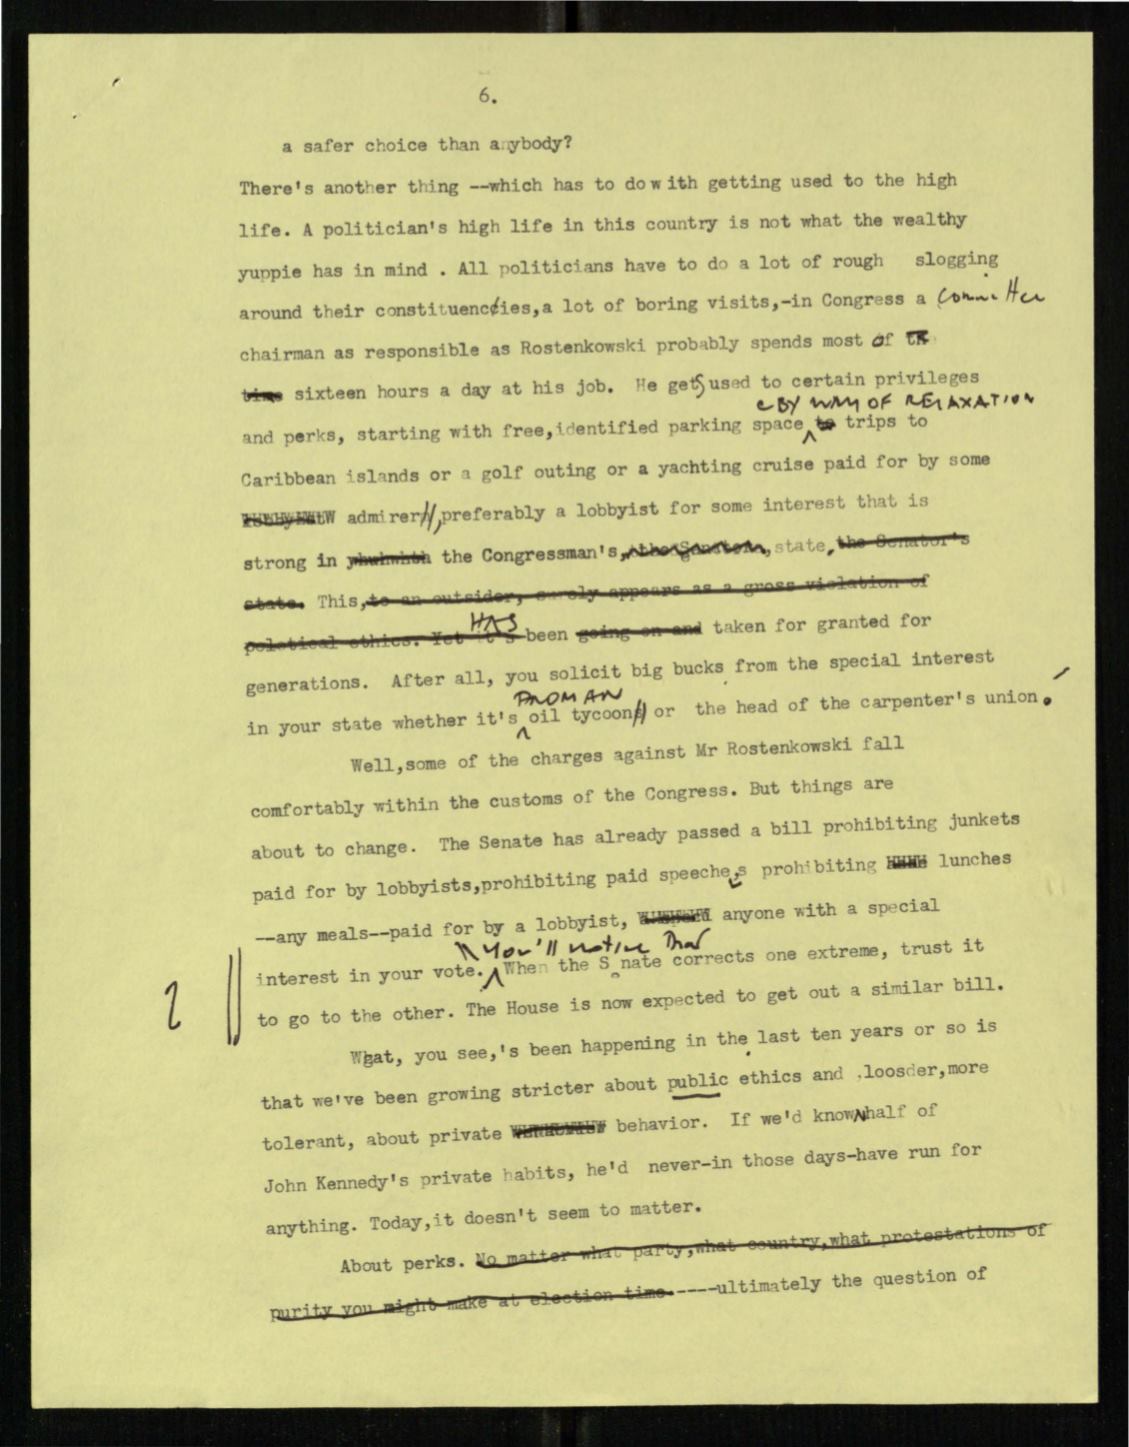 6.
a safer choice than anybody?
There's another thing --which has to do with getting used to the high
life. A politician's high life in this country is not what the wealthy
yuppie has in mind . All politicians have to do a lot of rough slogging
around their constituencies,a lot of boring visits,-in Congress a committee
chairman as responsible as Rostenkowski probably spends most of
time sixteen hours a day at his job. He gets used to certain privileges
BY WAY OF RELAXATION
and perks, starting with free,identified parking space to trips to
Caribbean islands or a golf outing or a yachting cruise paid for by some
admirer,preferably a lobbyist for some interest that is
strong in the Congressman's, state, the Senator's
state. This,to an outsider, surely appears as a gross violation of
HAS
political ethics. Yet it's been going on and taken for granted for
generations. After all, you solicit big bucks from the special interest
in your state whether it's oil tycoon or the head of the carpenter's union.
Well,some of the charges against Mr Rostenkowski fall
comfortably within the customs of the Congress. But things are
about to change. The Senate has already passed a bill prohibiting junkets
paid for by lobbyists,prohibiting paid speeches prohibiting lunches
--any meals--paid for by a lobbyist, anyone with a special
You'll notice that
interest in your vote. When the Senate corrects one extreme, trust it
to go to the other. The House is now expected to get out a similar bill.
What, you see,'s been happening in the last ten years or so is
that we've been growing stricter about public ethics and ,loosder,more
tolerant, about private behavior. If we'd known half of
John Kennedy's private habits, he'd never-in those days-have run for
anything. Today,it doesn't seem to matter.
About perks. No matter what party,what country,what protestations of
purity you might make at election time.----ultimately the question of